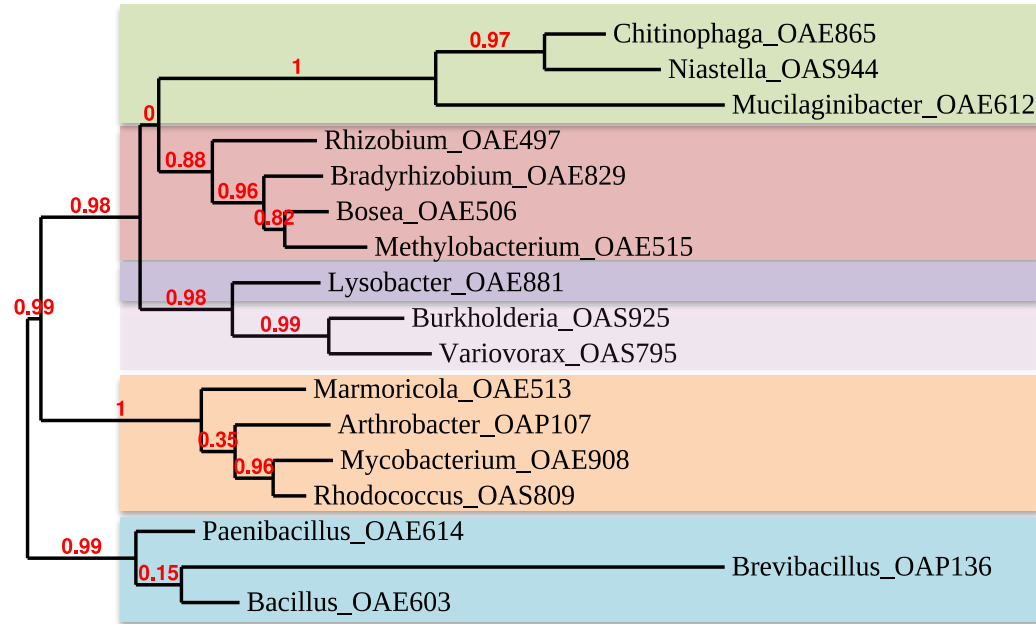 Chitinophaga_OAE865
0.97
Niastella_OAS944
1
Mucilaginibacter_OAE612
0
Rhizobium_OAE497
0.88
Bradyrhizobium_OAE829
0.96
Bosea_OAE506
0.82
0.98
Methylobacterium_OAE515
Lysobacter_OAE881
0.98
0.99
Burkholderia_OAS925
0.99
Variovorax_OAS795
Marmoricola_OAE513
1
Arthrobacter_OAP107
0.35
Mycobacterium_OAE908
0.96
Rhodococcus_OAS809
Paenibacillus_OAE614
0.99
Brevibacillus_OAP136
0.15
Bacillus_OAE603